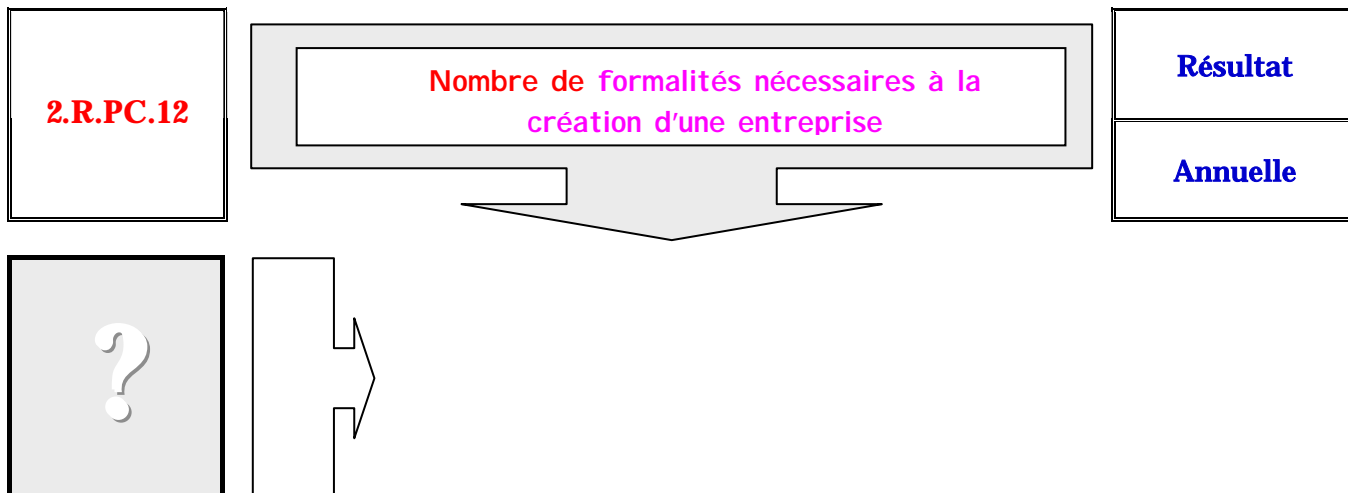 2.R.PC.12
Nombre de formalités nécessaires à la
création d'une entreprise
Résultat
Annuelle
?